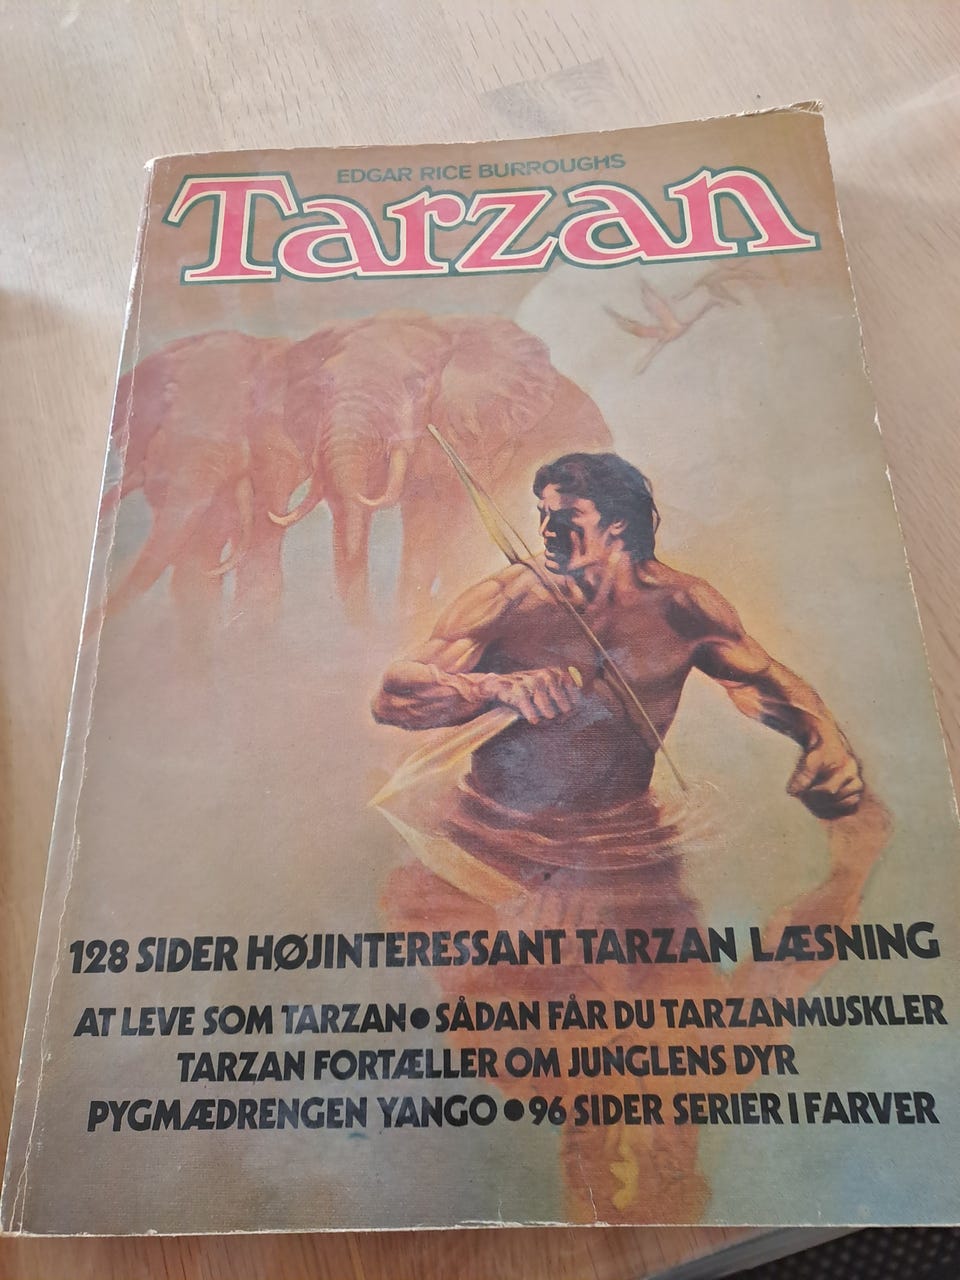 EDGAR RICE BURROUGHS
Tarzan
128 SIDER HØJINTERESSANT TARZAN LÆSNING
AT LEVE SOM TARZAN ● SÅDAN FÅR DU TARZANMUSKLER
TARZAN FORTÆLLER OM JUNGLENS DYR
PYGMÆDRENGEN YANGO ● 96 SIDER SERIER I FARVER